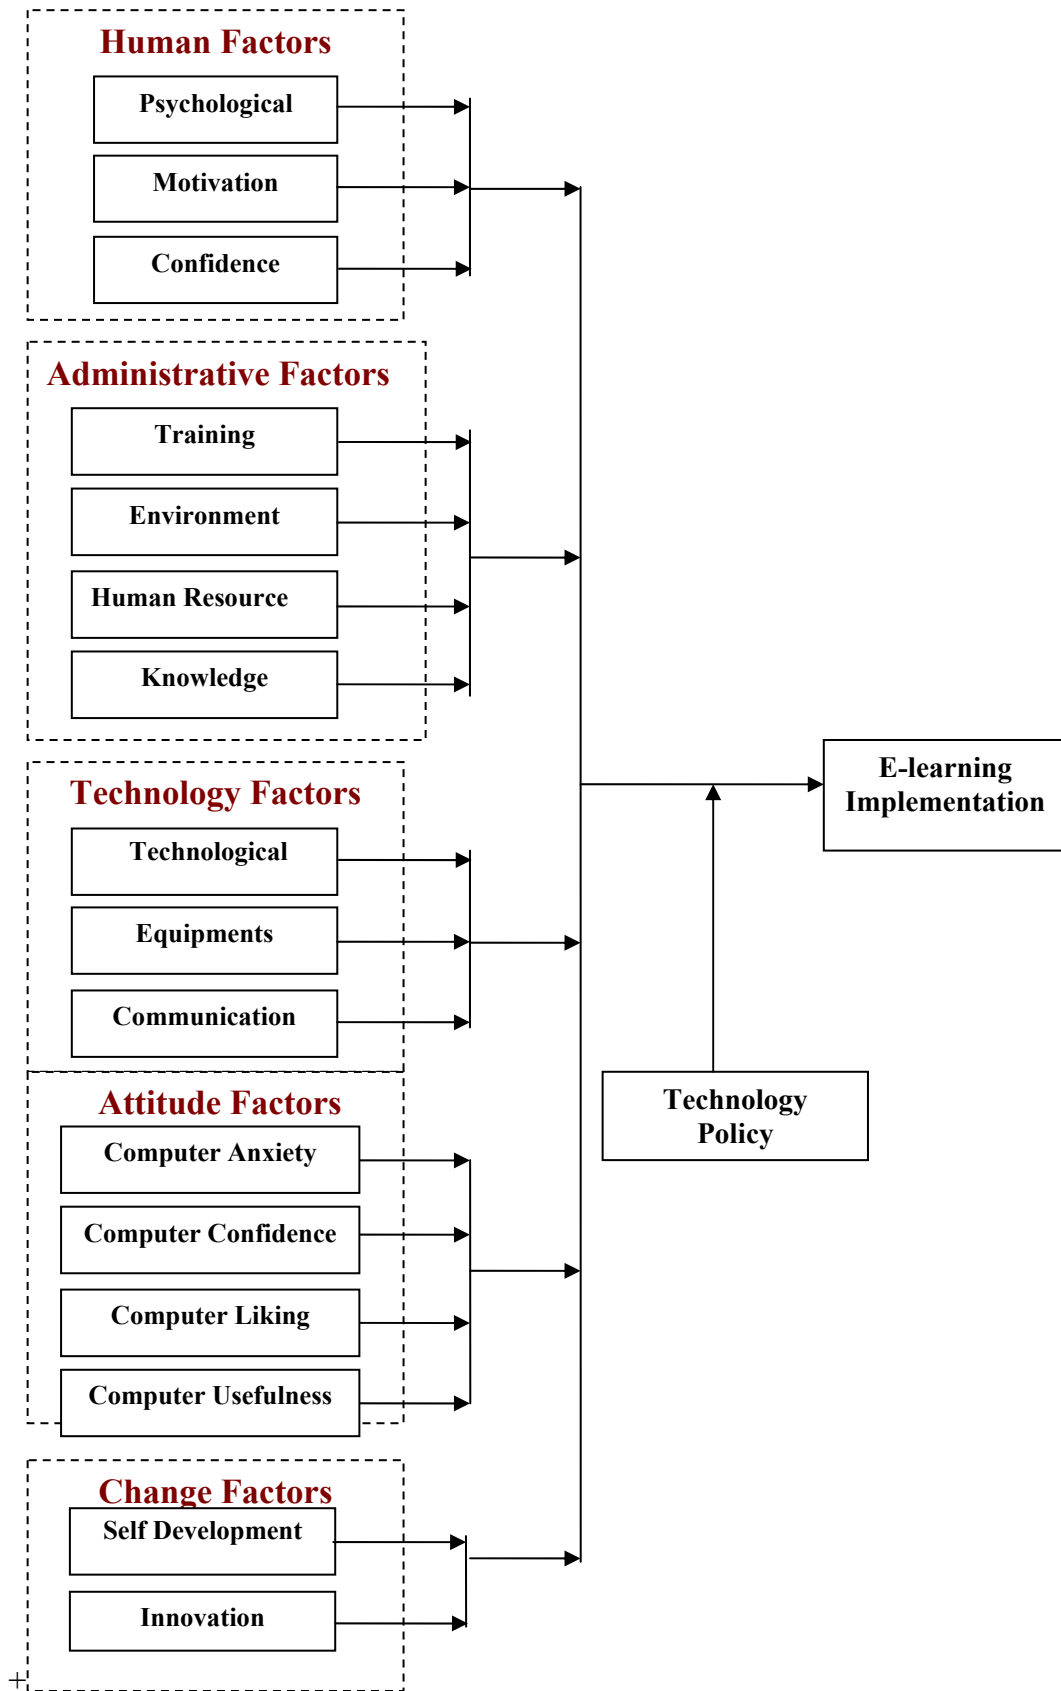 Human Factors
Psychological
Motivation
Confidence
Administrative Factors
Training
Environment
Human Resource
Knowledge
Technology Factors
Technological
Equipments
Communication
Attitude Factors
Computer Anxiety
Computer Confidence
Computer Liking
Computer Usefulness
Change Factors
Self Development
Innovation
+
Technology
Policy
E-learning
Implementation